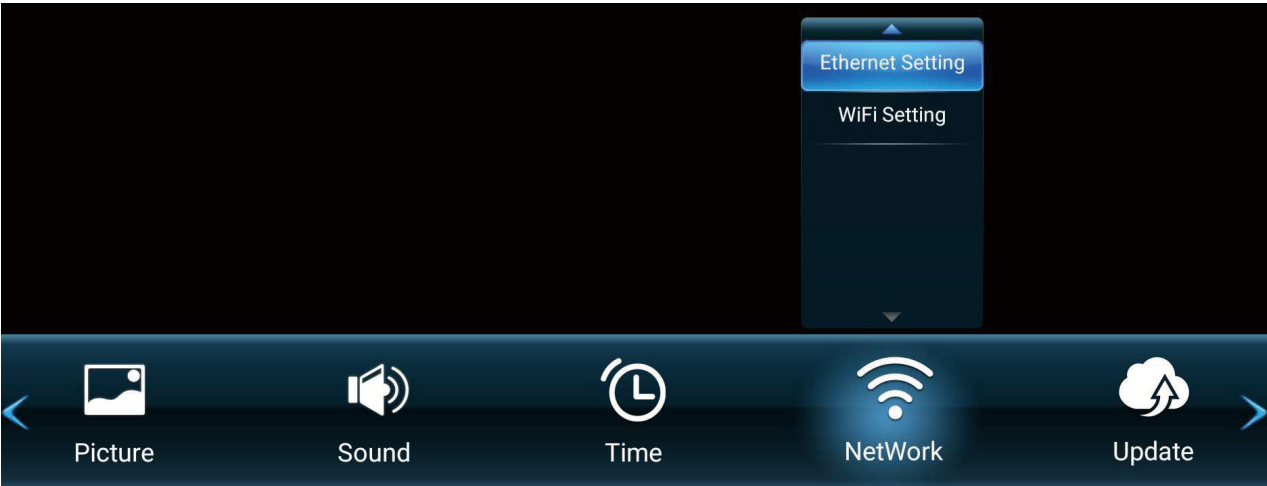 Ethernet Setting
WiFi Setting
Picture
Sound
Time
NetWork
Update